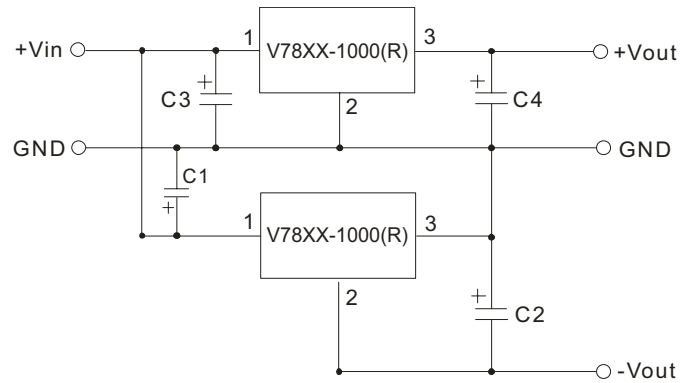 1 V78XX-1000(R) 3
+Vin +Vout
2
C3 + + C4
GND GND
C1
+
1 V78XX-1000(R) 3
2
+ C2
-Vout